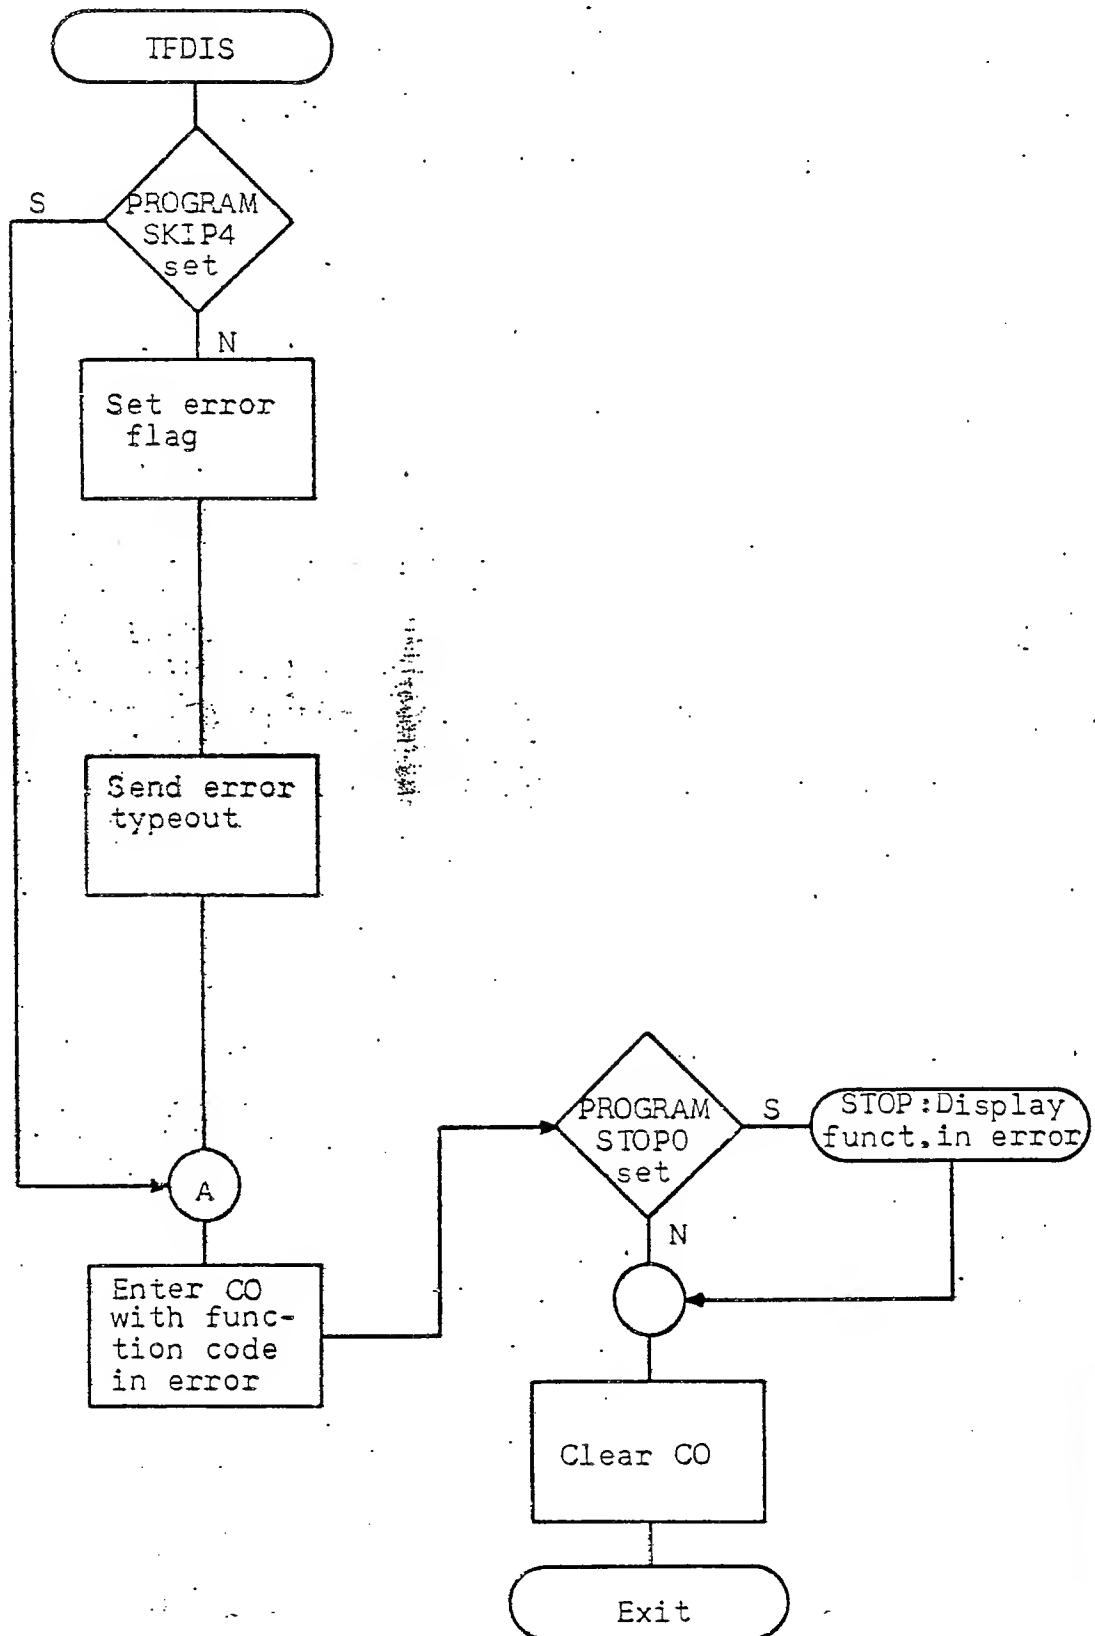 TFDIS
S
PROGRAM
SKIP4
set
N
Set error
flag
Send error
typeout
A
Enter CO
with func-
tion code
in error
PROGRAM
STOP0
set
S
STOP:Display
funct.in error
N
Clear CO
Exit